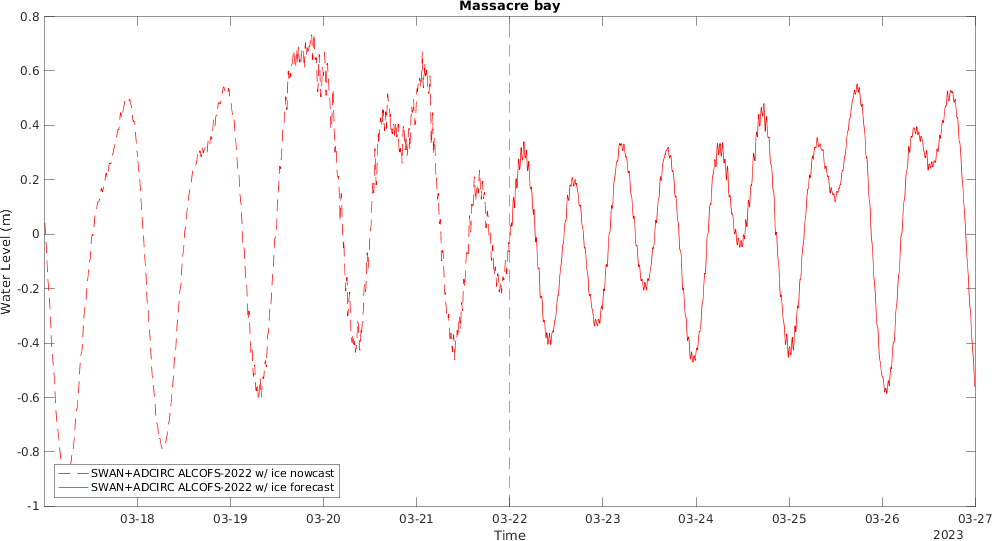 Massacre bay
0.8
0.6
0.4
0.2
0
-0.2
-0.4
-0.6
-0.8
-1
Water Level (m)
SWAN+ADCIRC ALCOFS-2022 w/ ice nowcast
SWAN+ADCIRC ALCOFS-2022 w/ ice forecast
03-18 03-19 03-20 03-21 03-22 03-23 03-24 03-25 03-26 03-27
Time
2023